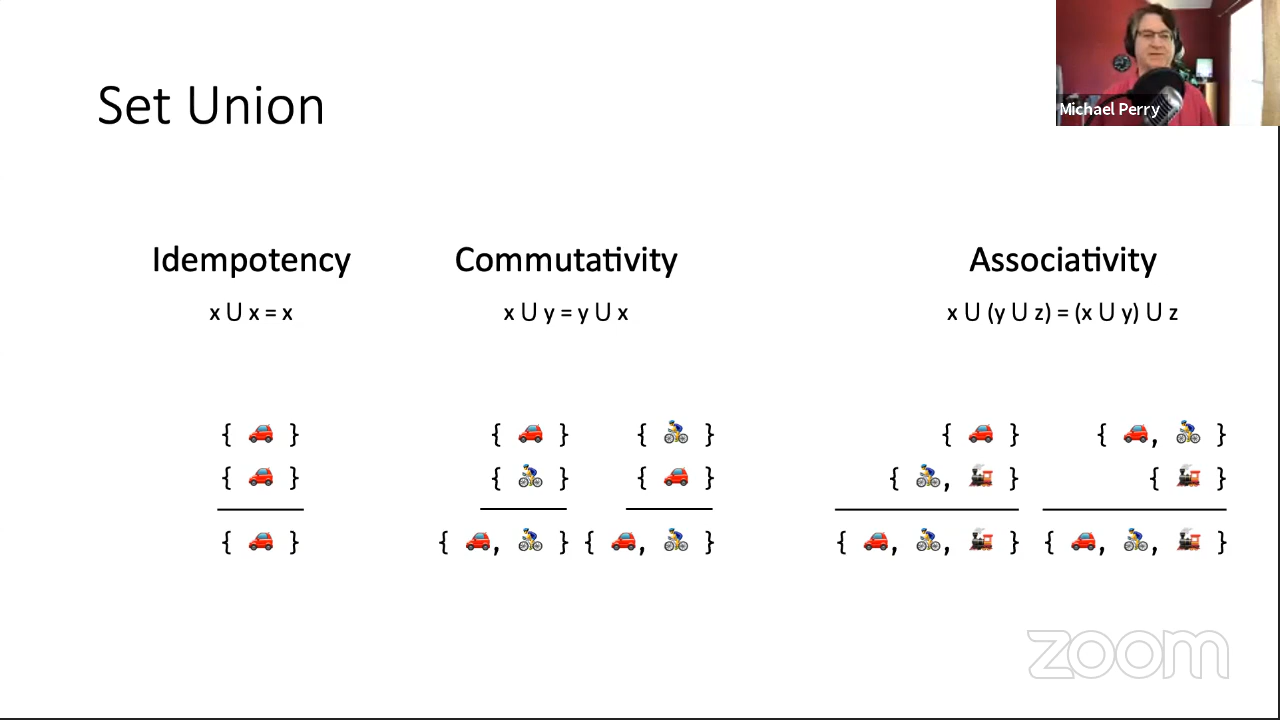 Set Union
Michael Perry
Idempotency
x ∪ x = x
{ 🚗 }
{ 🚗 }
{ 🚗 }
Commutativity
x ∪ y = y ∪ x
{ 🚗 } { 🚴 }
{ 🚴 } { 🚗 }
{ 🚗, 🚴 } { 🚗, 🚴 }
Associativity
x ∪ (y ∪ z) = (x ∪ y) ∪ z
{ 🚗 } { 🚗, 🚴 }
{ 🚴, 🚂 } { 🚂 }
{ 🚗, 🚴, 🚂 } { 🚗, 🚴, 🚂 }
zoom